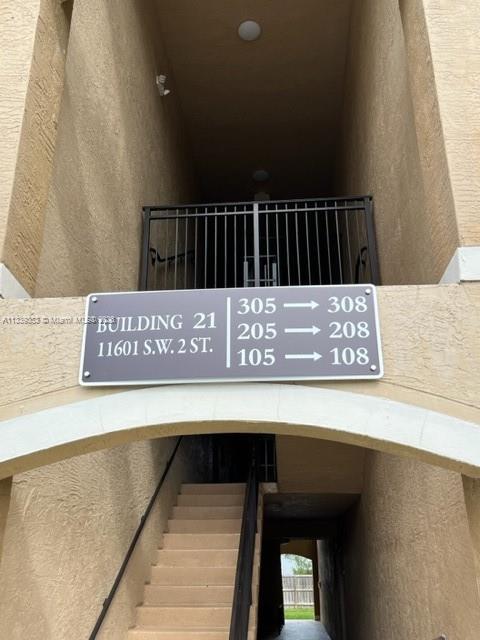 BUILDING 21
11601 S.W. 2 ST.
305 → 308
205 → 208
105 → 108